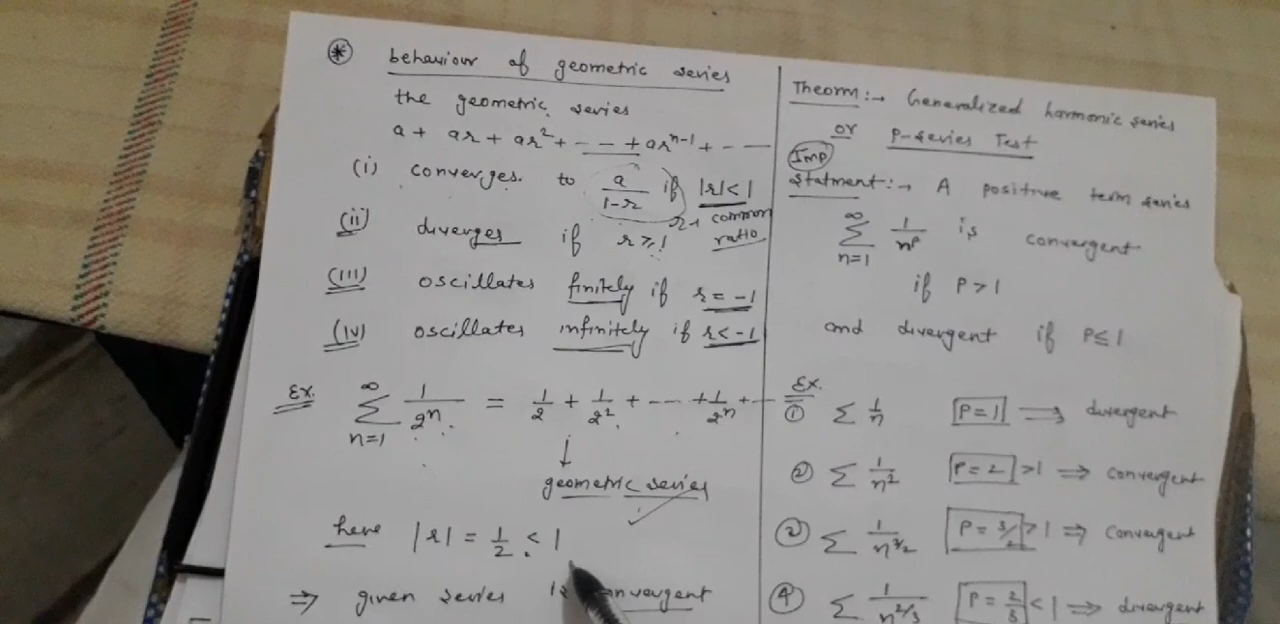 * behaviour of geometric series
the geometric series
a + ar + ar² + - - + arⁿ⁻¹ + - -
(i) converges to a/(1-r) if |r| < 1
r → common ratio
(ii) diverges if r ≥ 1
(iii) oscillates finitely if r = -1
(iv) oscillates infinitely if r < -1
Ex. ∑_{n=1}^{∞} 1/2ⁿ = 1/2 + 1/2² + --- + 1/2ⁿ + ---
↓
geometric series
here |r| = 1/2 < 1
⇒ given series is convergent
Theorm :→ Generalized harmonic series
or P-series Test
Imp
Statment :→ A positive term series
∑_{n=1}^{∞} 1/nᵖ is convergent
if P > 1
and divergent if P ≤ 1
Ex.
① ∑ 1/n P = 1 ⇒ divergent
② ∑ 1/n² P = 2 > 1 ⇒ convergent
③ ∑ 1/n^{3/2} P = 3/2 > 1 ⇒ Convergent
④ ∑ 1/n^{2/3} P = 2/3 < 1 ⇒ divergent